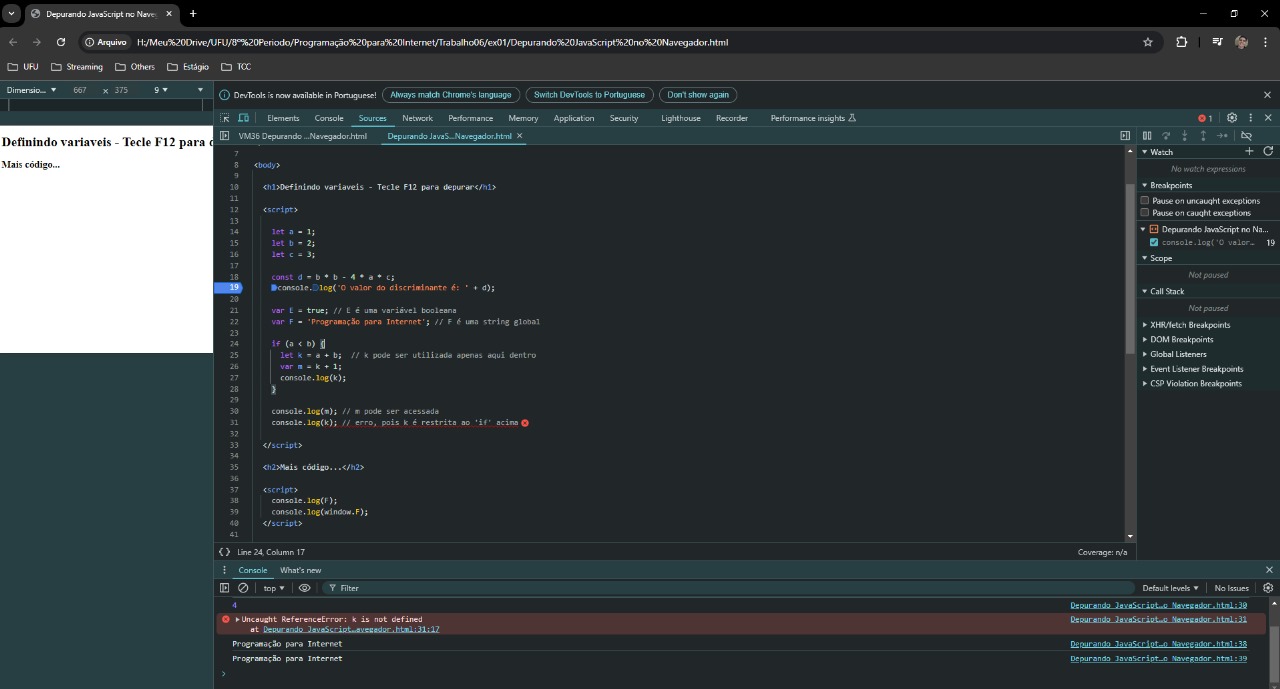 Depurando JavaScript no Naveg
Arquivo H:/Meu%20Drive/UFU/8º%20Periodo/Programação%20para%20Internet/Trabalho06/ex01/Depurando%20JavaScript%20no%20Navegador.html
UFU Streaming Others Estágio TCC
Dimensio... 667 x 375 9
DevTools is now available in Portuguese! Always match Chrome's language Switch DevTools to Portuguese Don't show again
Elements Console Sources Network Performance Memory Application Security Lighthouse Recorder Performance insights 1
VM36 Depurando ...Navegador.html Depurando JavaS...Navegador.html
Definindo variaveis - Tecle F12 para d
Mais código...
7
8 <body>
9
10 <h1>Definindo variaveis - Tecle F12 para depurar</h1>
11
12 <script>
13
14 let a = 1;
15 let b = 2;
16 let c = 3;
17
18 const d = b * b - 4 * a * c;
19 console.log('O valor do discriminante é: ' + d);
20
21 var E = true; // E é uma variável booleana
22 var F = 'Programação para Internet'; // F é uma string global
23
24 if (a < b) {
25 let k = a + b; // k pode ser utilizada apenas aqui dentro
26 var m = k + 1;
27 console.log(k);
28 }
29
30 console.log(m); // m pode ser acessada
31 console.log(k); // erro, pois k é restrita ao 'if' acima
32
33 </script>
34
35 <h2>Mais código...</h2>
36
37 <script>
38 console.log(F);
39 console.log(window.F);
40 </script>
41
Line 24, Column 17 Coverage: n/a
Watch
No watch expressions
Breakpoints
Pause on uncaught exceptions
Pause on caught exceptions
Depurando JavaScript no Na...
console.log('O valor... 19
Scope
Not paused
Call Stack
Not paused
XHR/fetch Breakpoints
DOM Breakpoints
Global Listeners
Event Listener Breakpoints
CSP Violation Breakpoints
Console What's new
top Filter Default levels No Issues
4 Depurando JavaScript…o Navegador.html:30
Uncaught ReferenceError: k is not defined Depurando JavaScript…o Navegador.html:31
at Depurando JavaScript…avegador.html:31:17
Programação para Internet Depurando JavaScript…o Navegador.html:38
Programação para Internet Depurando JavaScript…o Navegador.html:39